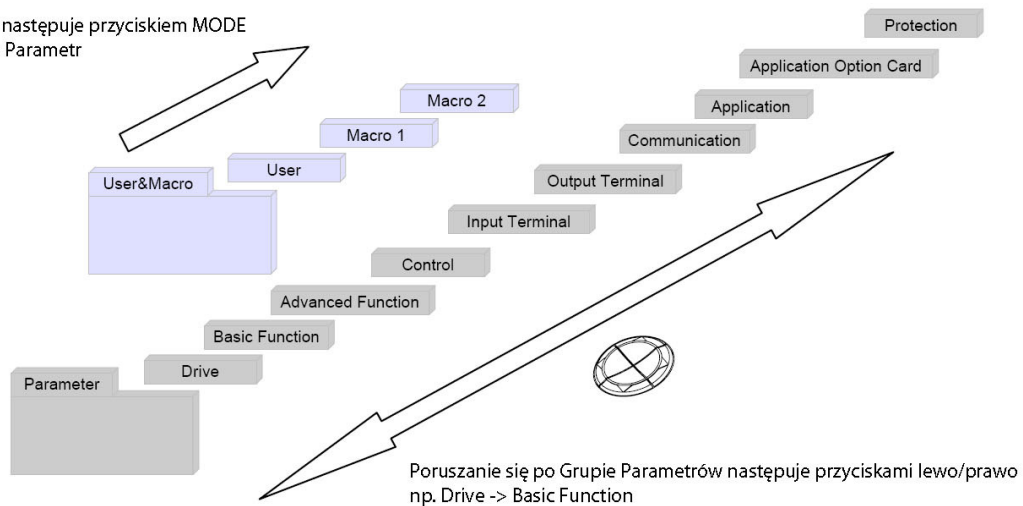 następuje przyciskiem MODE
Parametr
Protection
Application Option Card
Application
Communication
Output Terminal
Input Terminal
Control
Advanced Function
Basic Function
Drive
Parameter
Macro 2
Macro 1
User
User&Macro
Poruszanie się po Grupie Parametrów następuje przyciskami lewo/prawo
np. Drive -> Basic Function